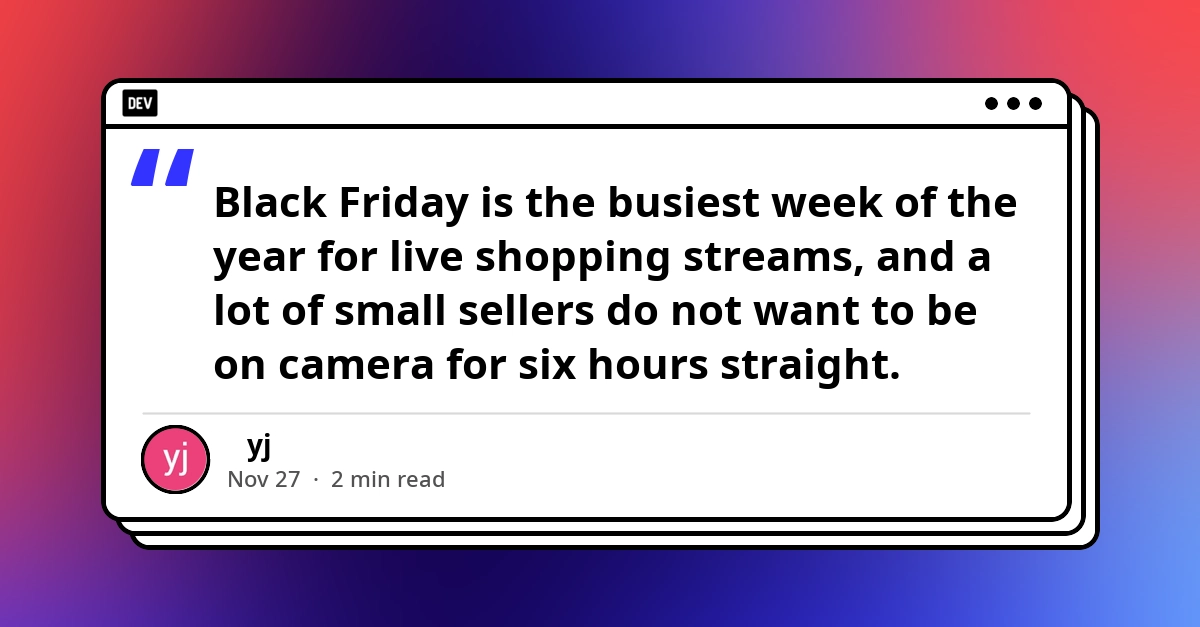 DEV
“
Black Friday is the busiest week of the
year for live shopping streams, and a
lot of small sellers do not want to be
on camera for six hours straight.
yj
yj
Nov 27 · 2 min read